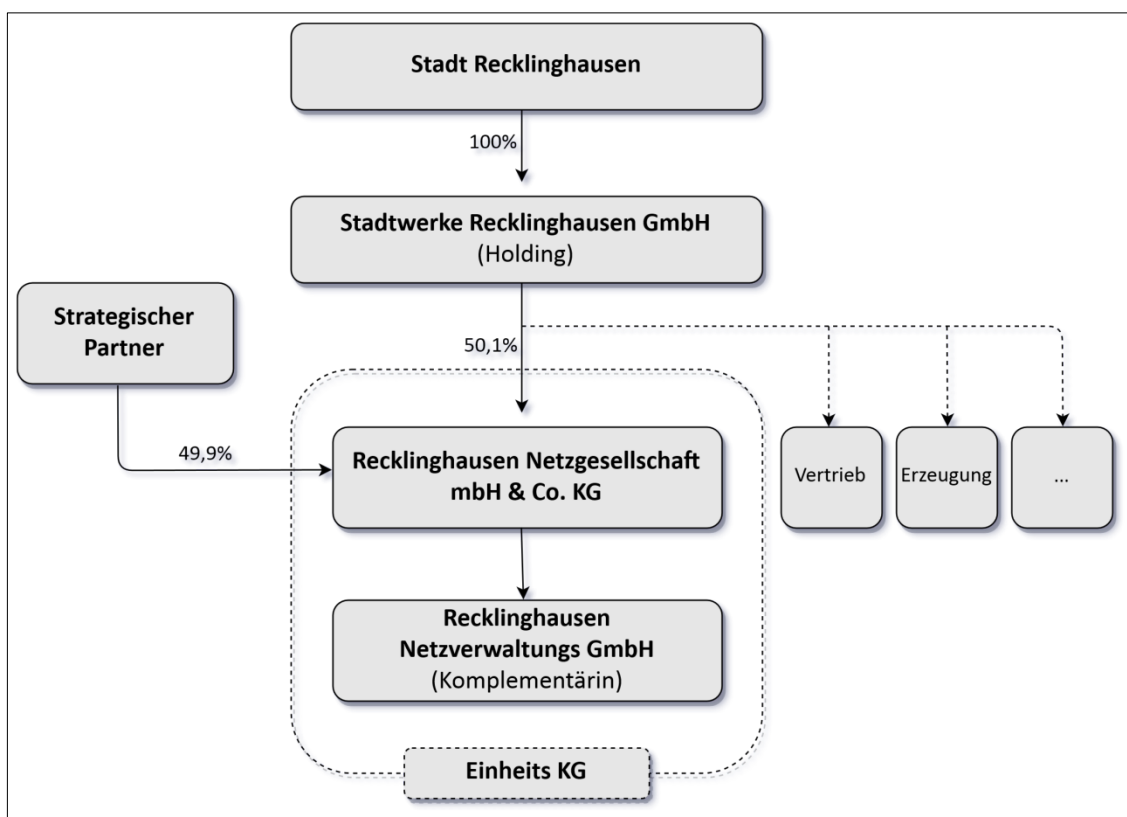 Stadt Recklinghausen
100%
Stadtwerke Recklinghausen GmbH
(Holding)
Strategischer
Partner
50,1%
49,9%
Recklinghausen Netzgesellschaft
mbH & Co. KG
Vertrieb
Erzeugung
...
Recklinghausen
Netzverwaltungs GmbH
(Komplementärin)
Einheits KG